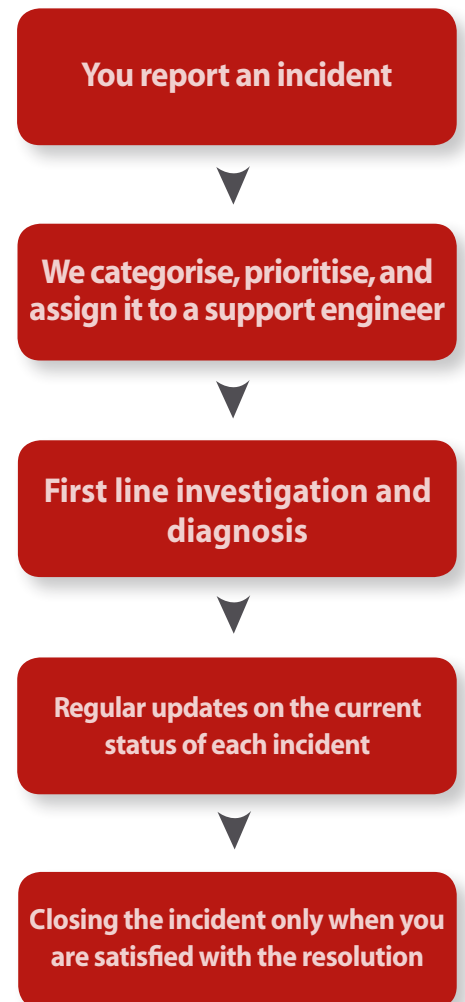 You report an incident
We categorise, prioritise, and
assign it to a support engineer
First line investigation and
diagnosis
Regular updates on the current
status of each incident
Closing the incident only when you
are satisfied with the resolution